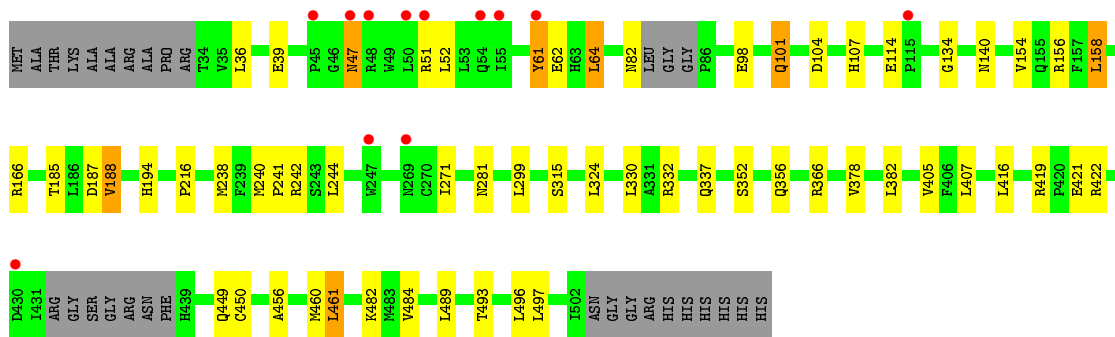 MET ALA THR LYS ALA ALA ARG ALA PRO ARG T34 V35 L36 E39 P45 G46 N47 R48 W49 L50 R51 L52 L53 Q54 I55 Y61 E62 H63 L64 N82 LEU GLY GLY P86 E98 Q101 D104 H107 E114 P115 G134 N140 V154 Q155 R156 F157 L158
R166 T185 L186 D187 V188 H194 P216 M238 F239 M240 P241 R242 S243 L244 W247 N269 C270 I271 N281 L299 S315 L324 L330 A331 R332 Q337 S352 Q356 R366 V378 L382 V405 F406 L407 L416 R419 P420 E421 R422
D430 I431 ARG GLY SER GLY ARG ASN PHE H439 Q449 C450 A456 M460 L461 K482 M483 V484 L489 T493 L496 L497 I502 ASN GLY GLY ARG HIS HIS HIS HIS HIS HIS